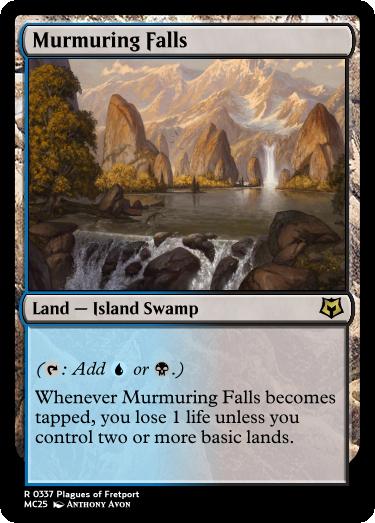 Murmuring Falls
Land — Island Swamp
(: Add or .)
Whenever Murmuring Falls becomes
tapped, you lose 1 life unless you
control two or more basic lands.
R 0337 Plagues of Fretport
MC25 Anthony Avon